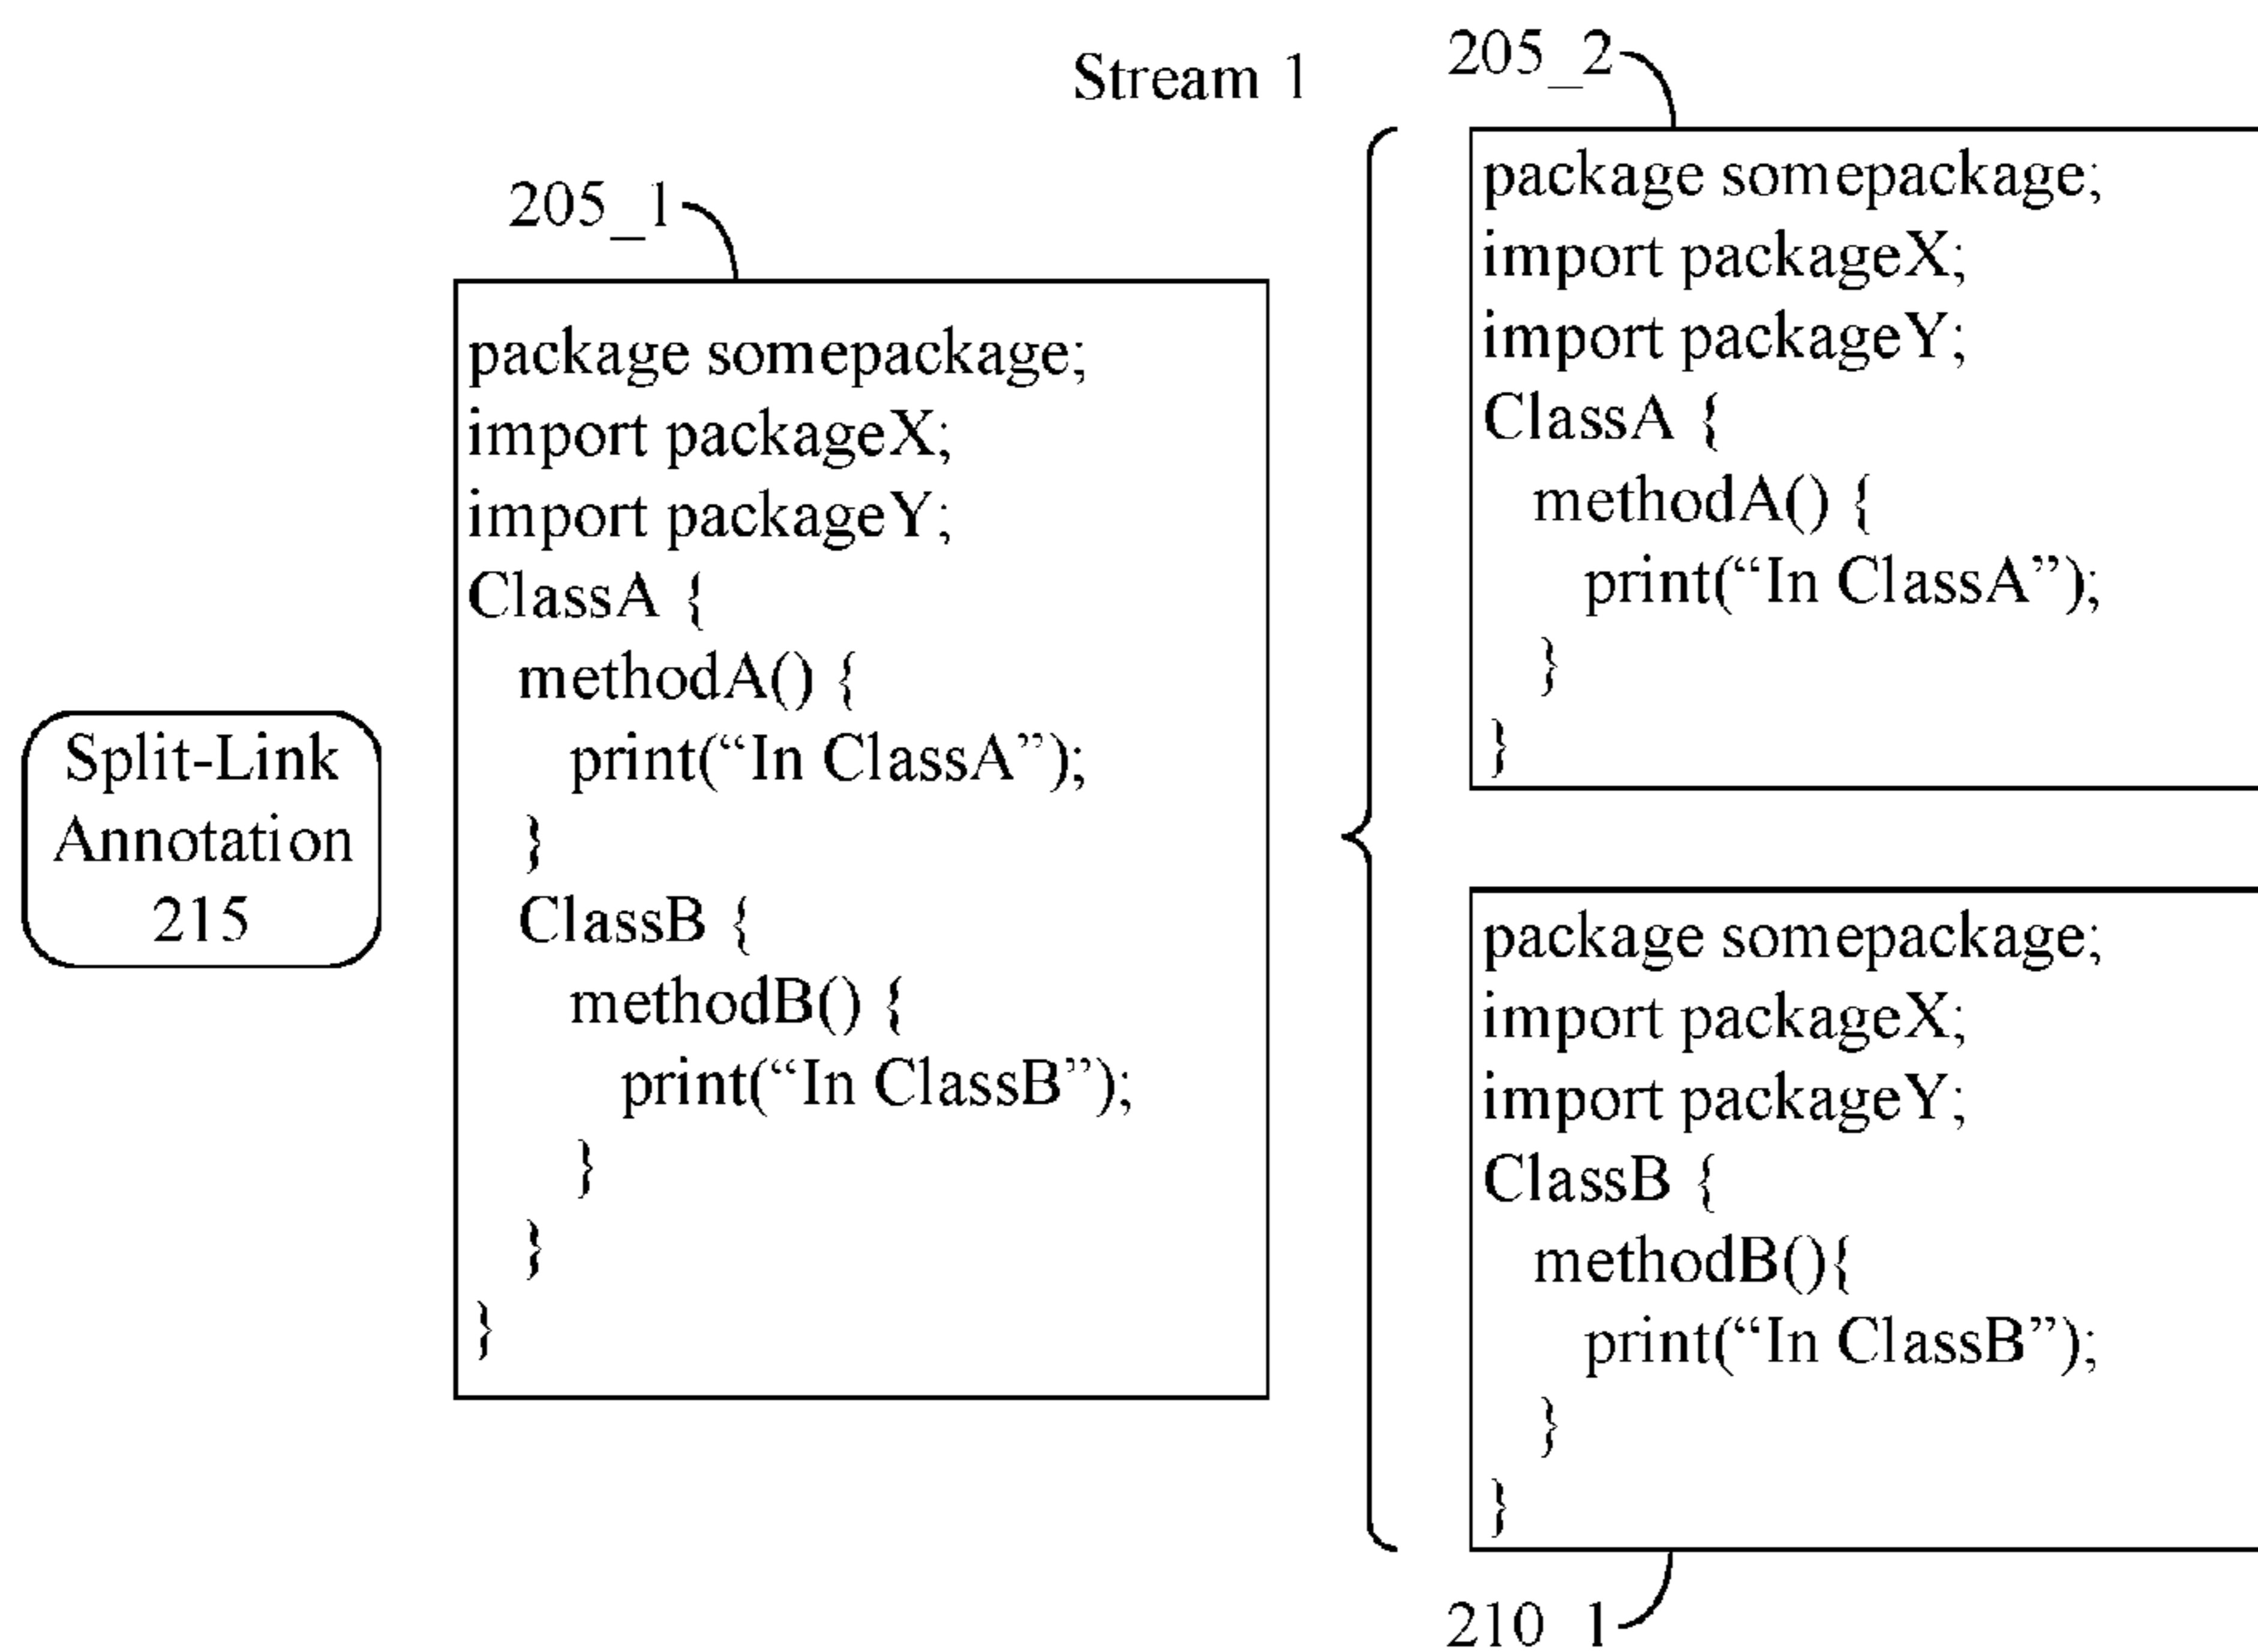 Stream 1
205_1
package somepackage;
import packageX;
import packageY;
ClassA {
methodA() {
print(“In ClassA”);
}
ClassB {
methodB() {
print(“In ClassB”);
}
}
}
Split-Link
Annotation
215
205_2
package somepackage;
import packageX;
import packageY;
ClassA {
methodA() {
print(“In ClassA”);
}
}
package somepackage;
import packageX;
import packageY;
ClassB {
methodB(){
print(“In ClassB”);
}
}
210_1